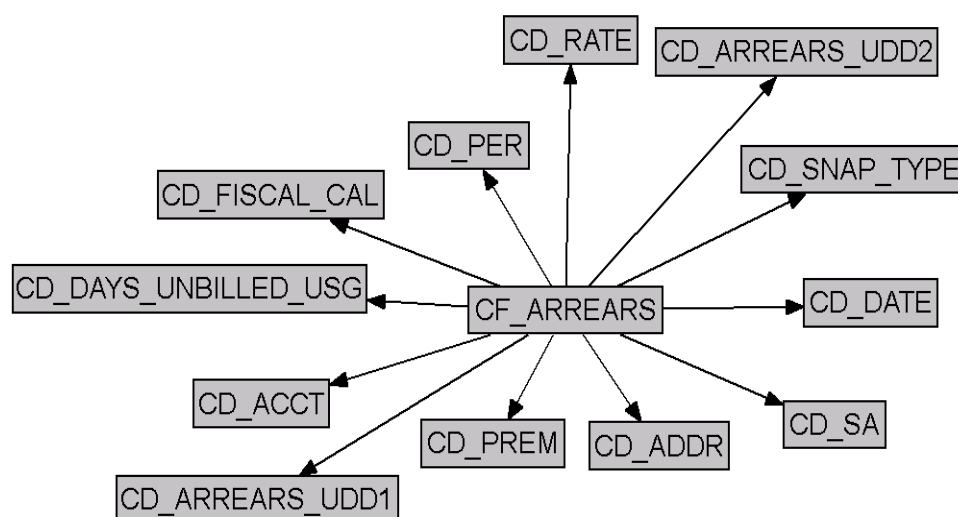 CD_RATE
CD_ARREARS_UDD2
CD_PER
CD_SNAP_TYPE
CD_FISCAL_CAL
CD_DAYS_UNBILLED_USG
CF_ARREARS
CD_DATE
CD_ACCT
CD_PREM
CD_ADDR
CD_SA
CD_ARREARS_UDD1